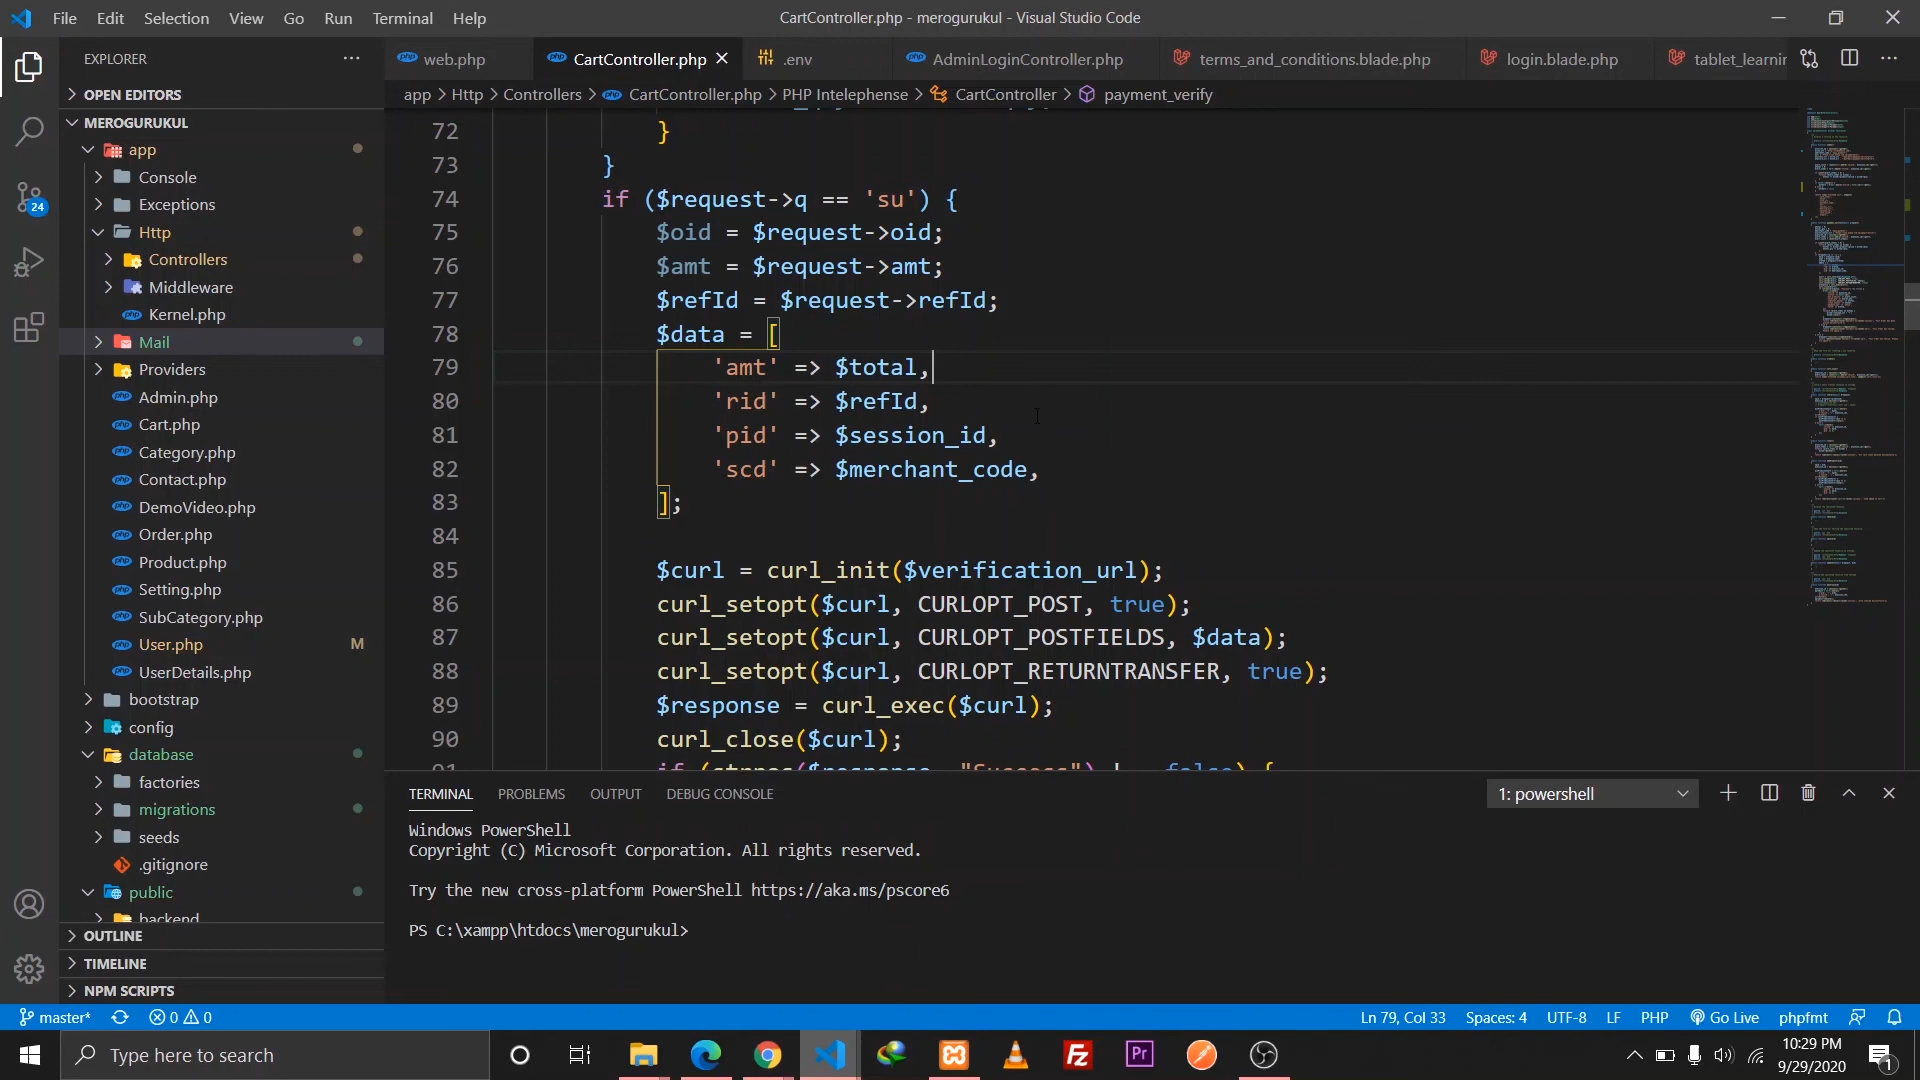 File Edit Selection View Go Run Terminal Help
CartController.php - merogurukul - Visual Studio Code
EXPLORER
OPEN EDITORS
MEROGURUKUL
app
Console
Exceptions
Http
Controllers
Middleware
Kernel.php
Mail
Providers
Admin.php
Cart.php
Category.php
Contact.php
DemoVideo.php
Order.php
Product.php
Setting.php
SubCategory.php
User.php M
UserDetails.php
bootstrap
config
database
factories
migrations
seeds
.gitignore
public
backend
OUTLINE
TIMELINE
NPM SCRIPTS
24
web.php CartController.php .env AdminLoginController.php terms_and_conditions.blade.php login.blade.php tablet_learnin
app > Http > Controllers > CartController.php > PHP Intelephense > CartController > payment_verify
72 }
73 }
74 if ($request->q == 'su') {
75 $oid = $request->oid;
76 $amt = $request->amt;
77 $refId = $request->refId;
78 $data = [
79 'amt' => $total,
80 'rid' => $refId,
81 'pid' => $session_id,
82 'scd' => $merchant_code,
83 ];
84
85 $curl = curl_init($verification_url);
86 curl_setopt($curl, CURLOPT_POST, true);
87 curl_setopt($curl, CURLOPT_POSTFIELDS, $data);
88 curl_setopt($curl, CURLOPT_RETURNTRANSFER, true);
89 $response = curl_exec($curl);
90 curl_close($curl);
TERMINAL PROBLEMS OUTPUT DEBUG CONSOLE
1: powershell
Windows PowerShell
Copyright (C) Microsoft Corporation. All rights reserved.
Try the new cross-platform PowerShell https://aka.ms/pscore6
PS C:\xampp\htdocs\merogurukul>
master* 0 0
Ln 79, Col 33 Spaces: 4 UTF-8 LF PHP Go Live phpfmt
Type here to search
Pr
Fz
10:29 PM
9/29/2020
1